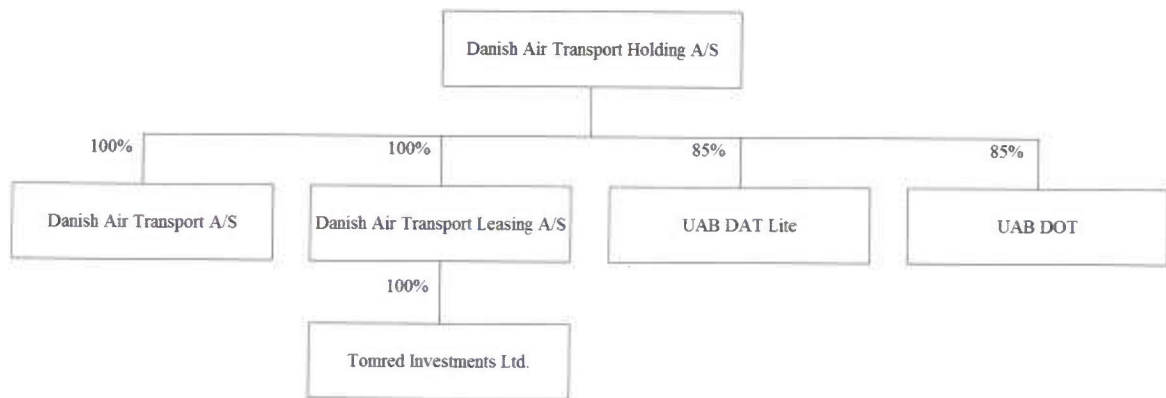 Danish Air Transport Holding A/S
100%
100%
85%
85%
Danish Air Transport A/S
Danish Air Transport Leasing A/S
UAB DAT Lite
UAB DOT
100%
Tomred Investments Ltd.